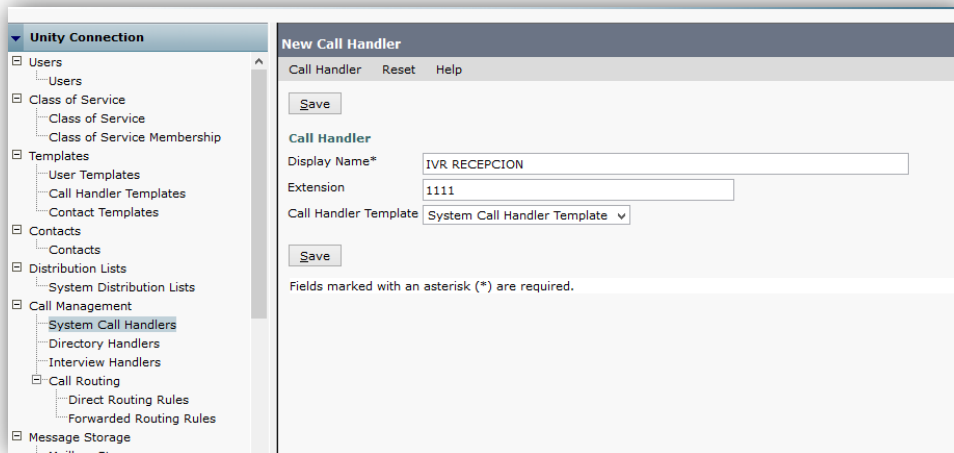 Unity Connection
Users
Users
Class of Service
Class of Service
Class of Service Membership
Templates
User Templates
Call Handler Templates
Contact Templates
Contacts
Contacts
Distribution Lists
System Distribution Lists
Call Management
System Call Handlers
Directory Handlers
Interview Handlers
Call Routing
Direct Routing Rules
Forwarded Routing Rules
Message Storage
New Call Handler
Call Handler Reset Help
Save
Call Handler
Display Name* IVR RECEPCION
Extension 1111
Call Handler Template System Call Handler Template
Save
Fields marked with an asterisk (*) are required.